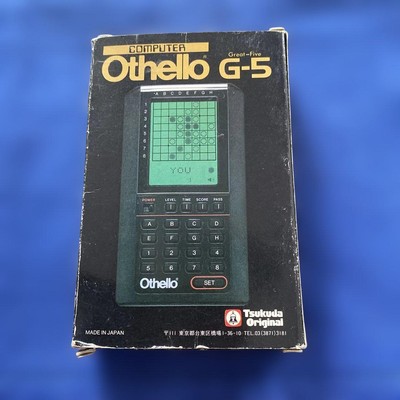 COMPUTER
Othello G-5
Great-Five
A B C D E F G H
1
2
3
4
5
6
7
8
YOU
POWER LEVEL TIME SCORE PASS
A B C D
E F G H
1 2 3 4
5 6 7 8
Othello SET
Tsukuda
Original
MADE IN JAPAN
〒111 東京都台東区橋場1-36-10 TEL.03(3871)3181